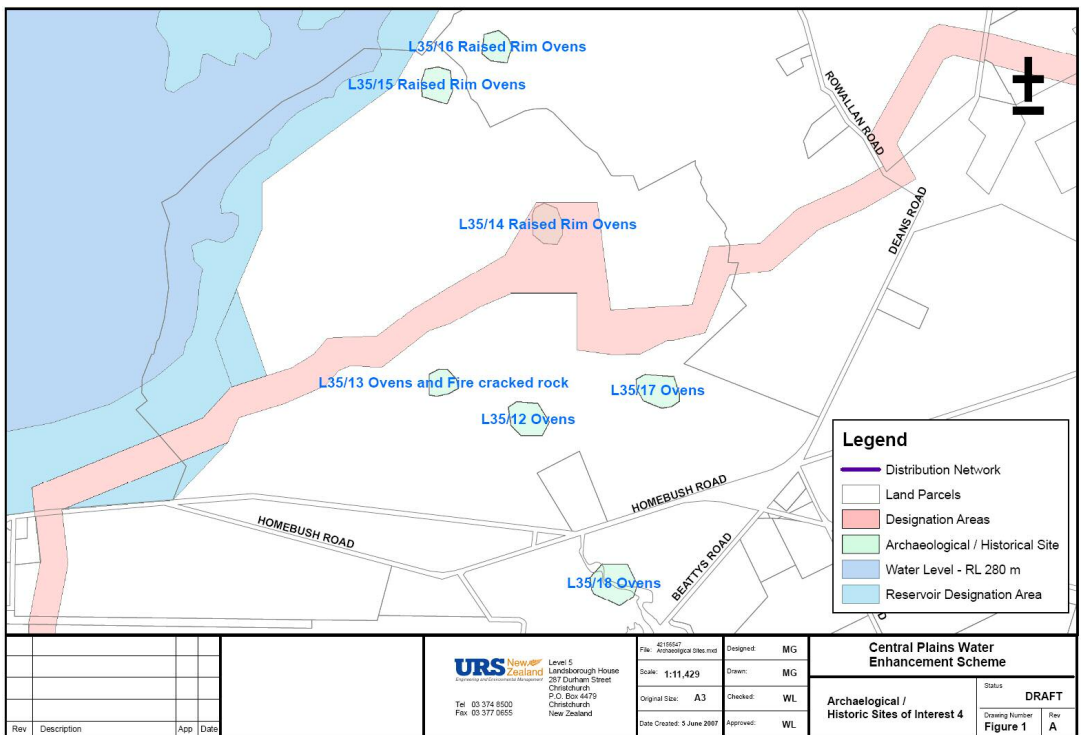 L35/16 Raised Rim Ovens
L35/15 Raised Rim Ovens
ROWALLAN ROAD
L35/14 Raised Rim Ovens
DEANS ROAD
L35/13 Ovens and Fire cracked rock
L35/17 Ovens
L35/12 Ovens
HOMEBUSH ROAD
HOMEBUSH ROAD
BEATTYS ROAD
L35/18 Ovens
Legend
Distribution Network
Land Parcels
Designation Areas
Archaeological / Historical Site
Water Level - RL 280 m
Reservoir Designation Area
D
Rev Description App Date
URS New Zealand
Engineering and Environmental Management
Tel 03 374 8500
Fax 03 377 0655
Level 5
Landsborough House
287 Durham Street
Christchurch
P.O. Box 4479
Christchurch
New Zealand
File: 42156547 Archaeological Sites.mxd
Scale: 1:11,429
Original Size: A3
Date Created: 5 June 2007
Designed: MG
Drawn: MG
Checked: WL
Approved: WL
Central Plains Water
Enhancement Scheme
Archaeological /
Historic Sites of Interest 4
Status
DRAFT
Drawing Number
Figure 1
Rev
A